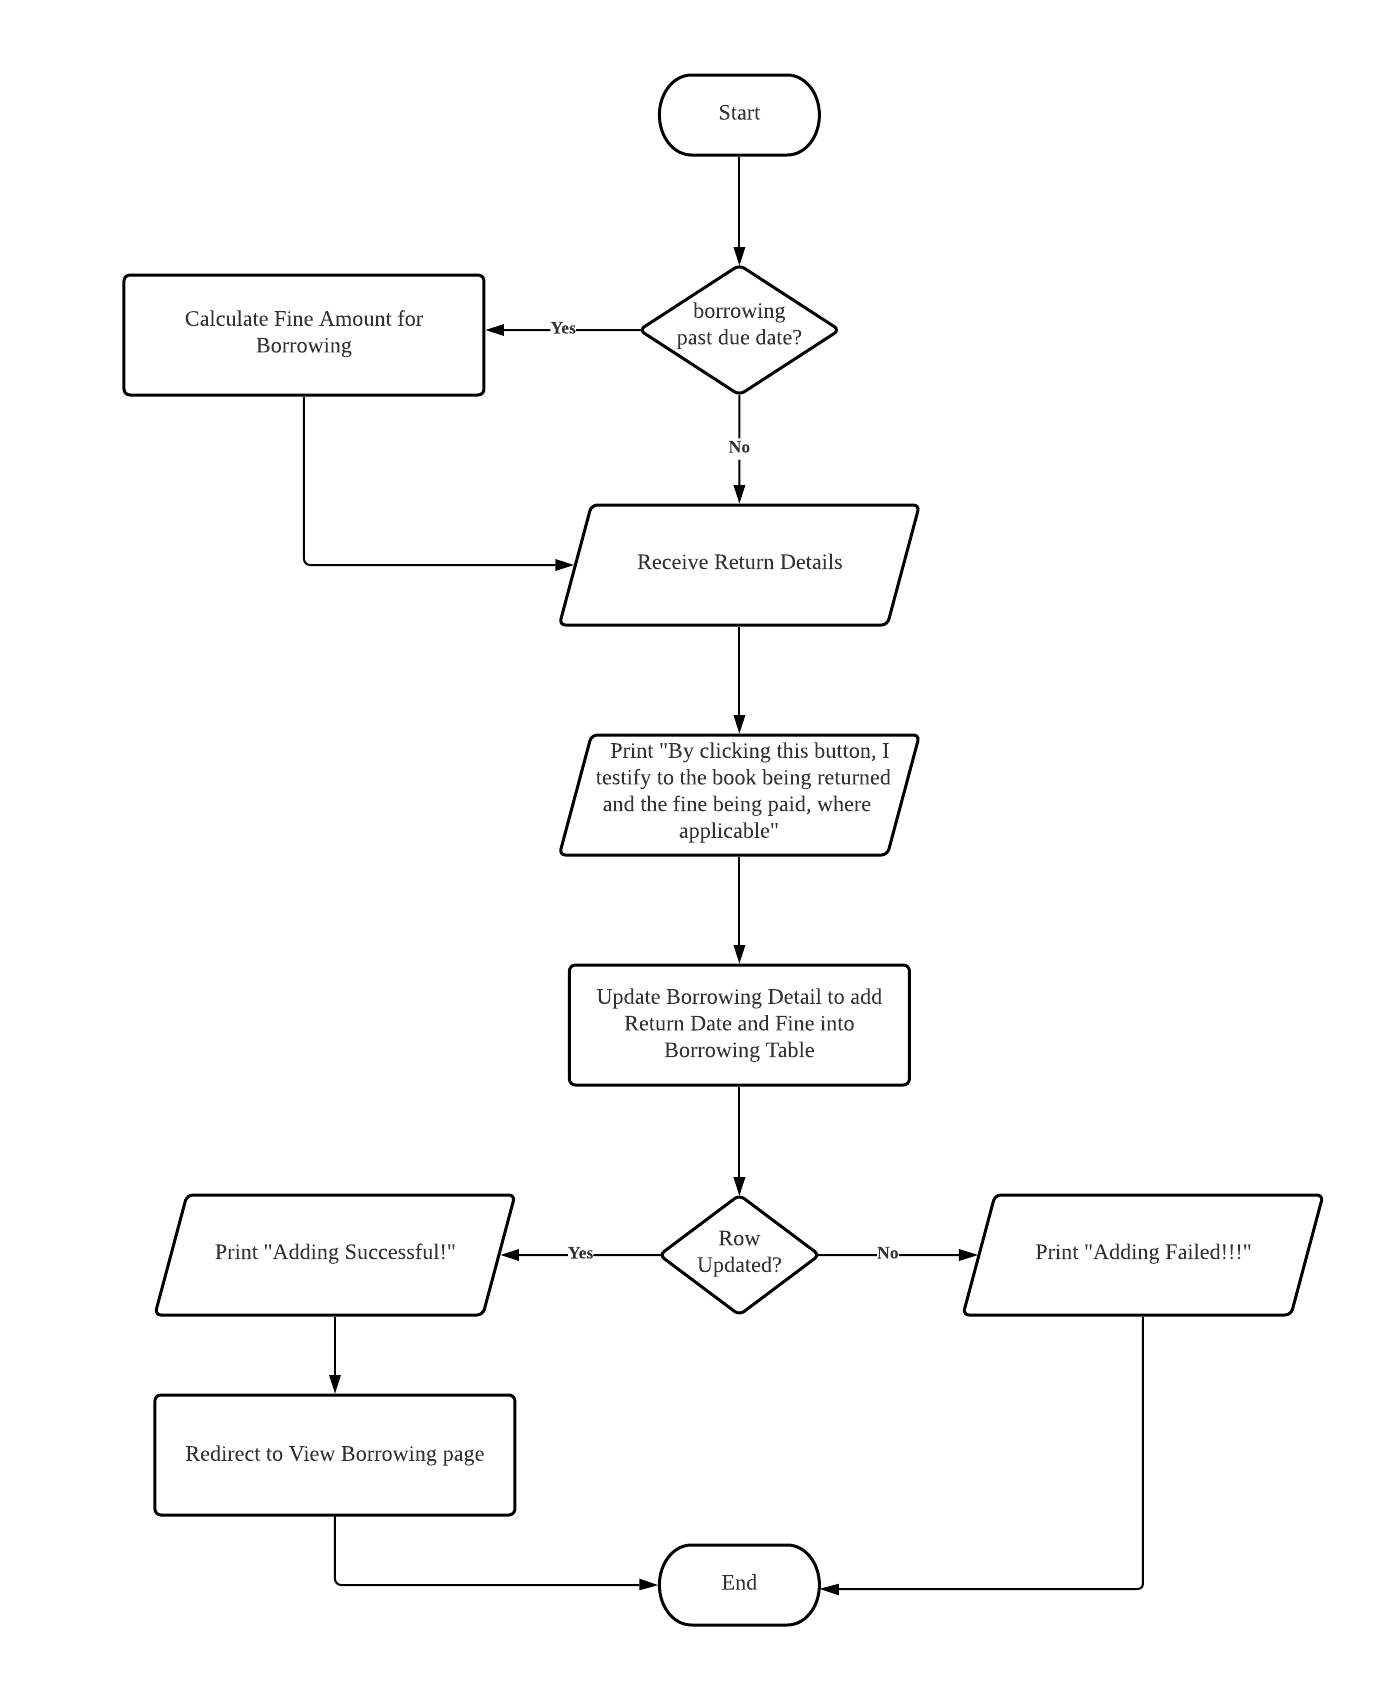 Start
borrowing
past due date?
Yes
Calculate Fine Amount for
Borrowing
No
Receive Return Details
Print "By clicking this button, I
testify to the book being returned
and the fine being paid, where
applicable"
Update Borrowing Detail to add
Return Date and Fine into
Borrowing Table
Row
Updated?
Yes
No
Print "Adding Successful!"
Print "Adding Failed!!!"
Redirect to View Borrowing page
End